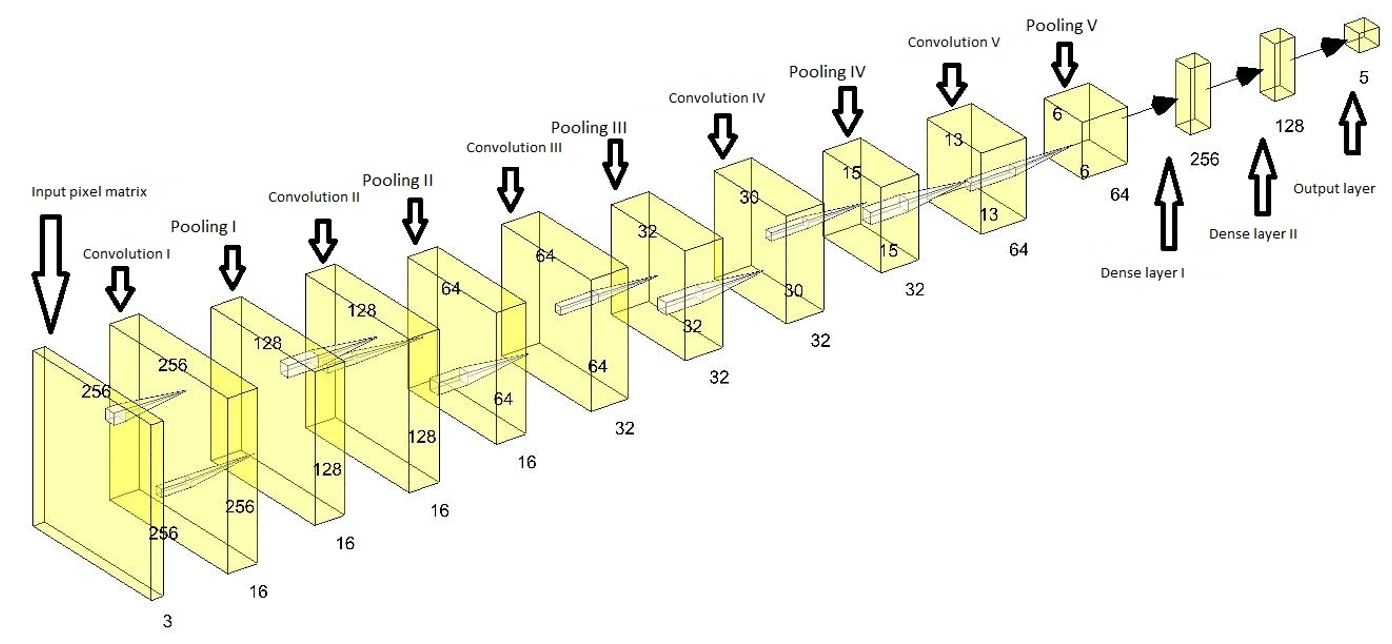 Input pixel matrix
256
256
3
Convolution I
256
256
16
Pooling I
128
128
16
Convolution II
128
128
16
Pooling II
64
64
16
Convolution III
64
64
32
Pooling III
32
32
32
Convolution IV
30
30
32
Pooling IV
15
15
32
Convolution V
13
13
64
Pooling V
6
6
64
256
Dense layer I
128
Dense layer II
5
Output layer